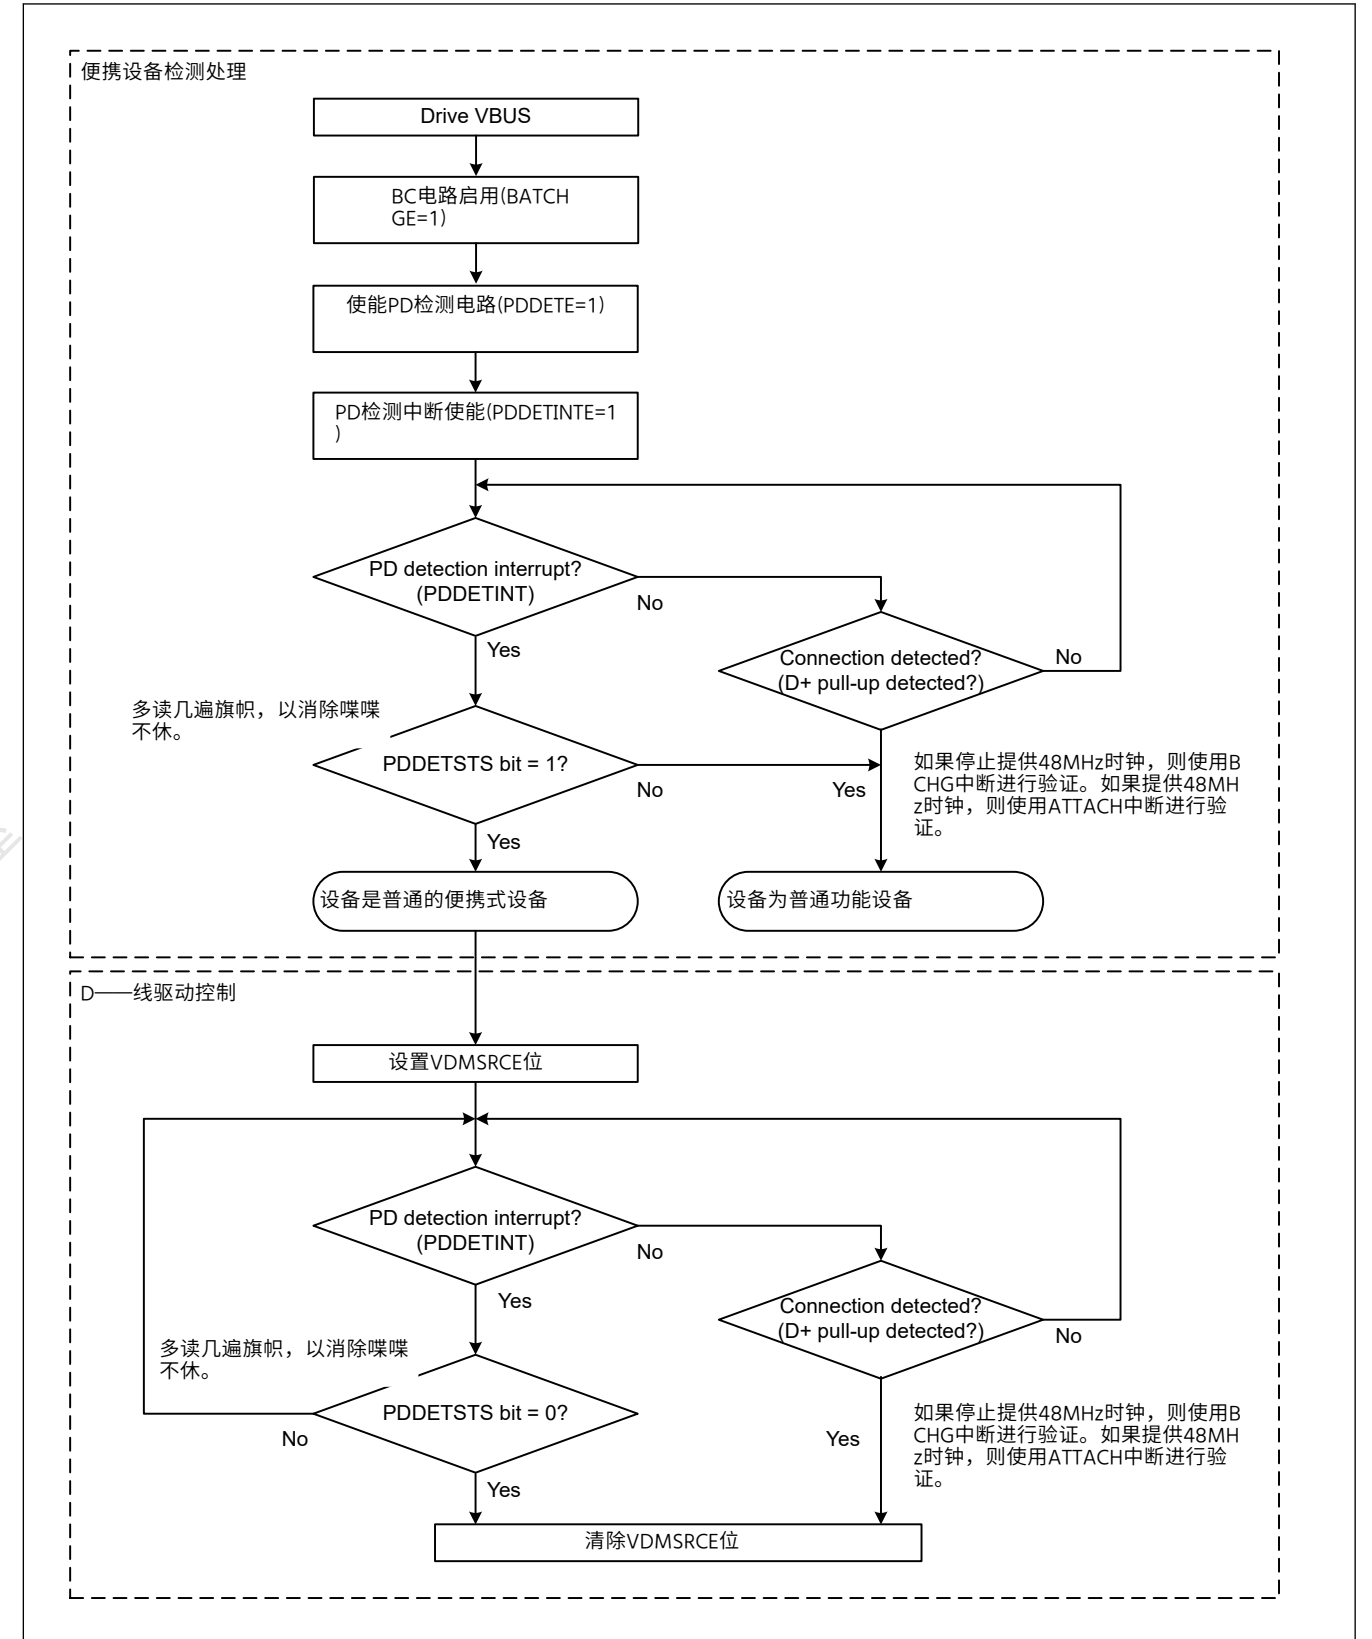 便携设备检测处理
Drive VBUS
BC电路启用(BATCH
GE=1)
使能PD检测电路(PDDETE=1)
PD检测中断使能(PDDETINTE=1
)
PD detection interrupt?
(PDDETINT)
No
Yes
Connection detected?
(D+ pull-up detected?)
No
多读几遍旗帜，以消除喋喋
不休。
PDDETSTS bit = 1?
No
Yes
如果停止提供48MHz时钟，则使用B
CHG中断进行验证。如果提供48MH
z时钟，则使用ATTACH中断进行验
证。
Yes
设备是普通的便携式设备
设备为普通功能设备
D——线驱动控制
设置VDMSRCE位
PD detection interrupt?
(PDDETINT)
No
Yes
Connection detected?
(D+ pull-up detected?)
No
多读几遍旗帜，以消除喋喋
不休。
PDDETSTS bit = 0?
No
Yes
如果停止提供48MHz时钟，则使用B
CHG中断进行验证。如果提供48MH
z时钟，则使用ATTACH中断进行验
证。
Yes
清除VDMSRCE位